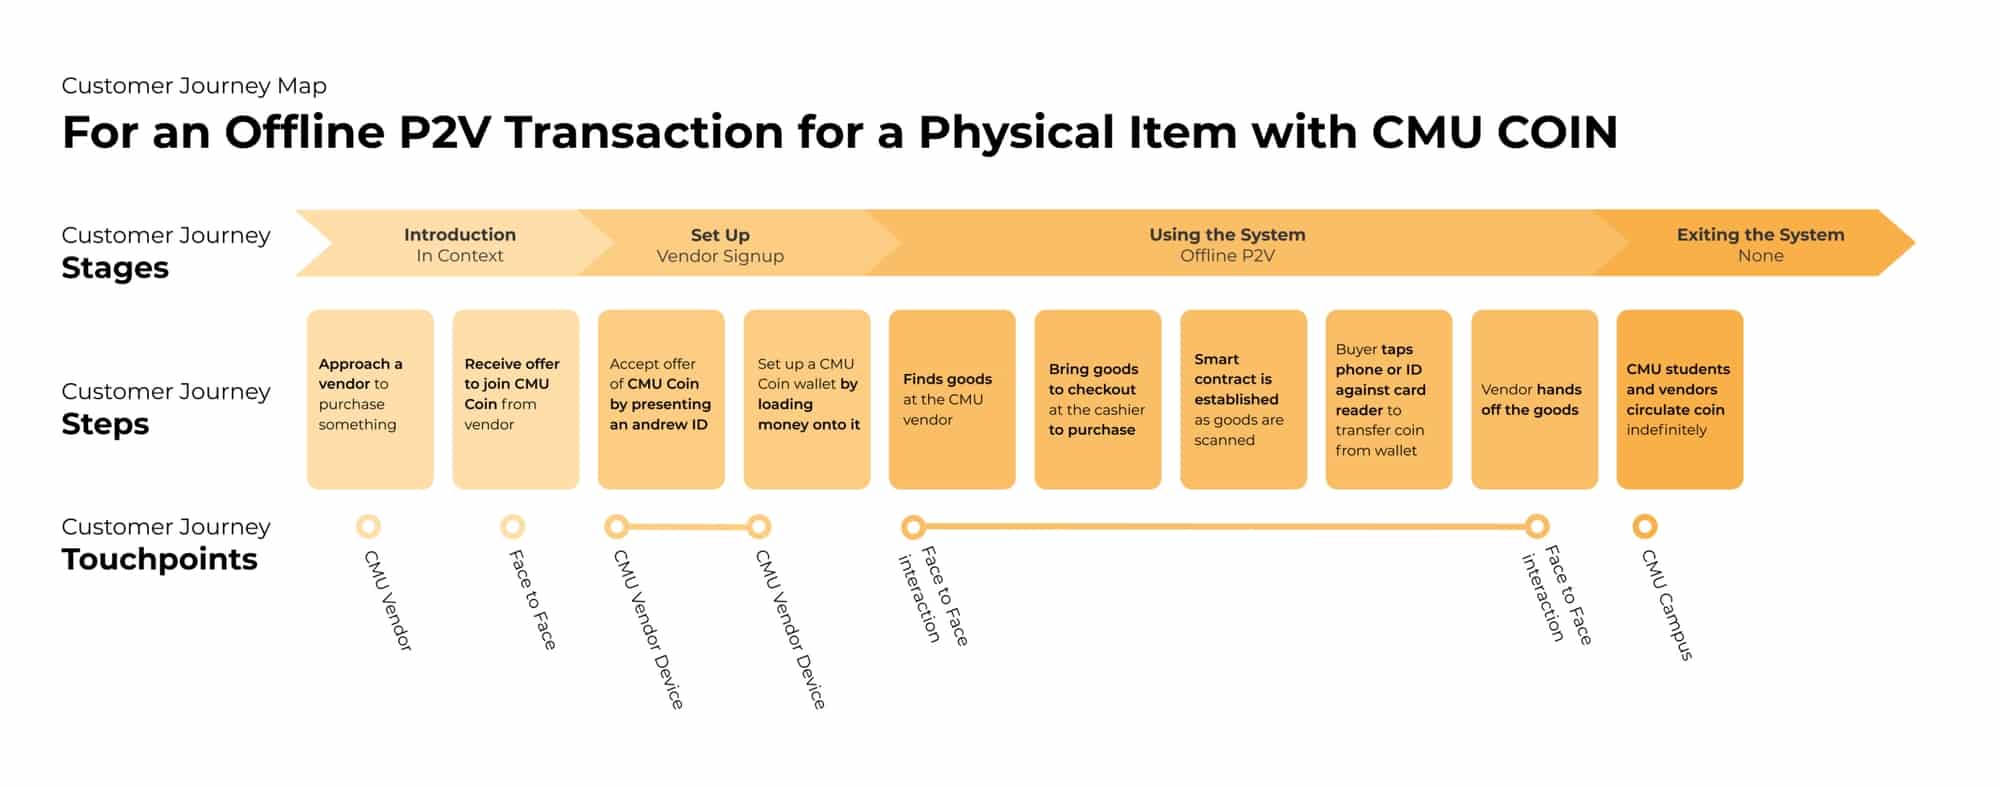 Customer Journey Map
For an Offline P2V Transaction for a Physical Item with CMU COIN
Customer Journey
Stages
Introduction
In Context
Set Up
Vendor Signup
Using the System
Offline P2V
Exiting the System
None
Customer Journey
Steps
Approach a
vendor to
purchase
something
Receive offer
to join CMU
Coin from
vendor
Accept offer
of CMU Coin
by presenting
an andrew ID
Set up a CMU
Coin wallet by
loading
money onto it
Finds goods
at the CMU
vendor
Bring goods
to checkout
at the cashier
to purchase
Smart
contract is
established
as goods are
scanned
Buyer taps
phone or ID
against card
reader to
transfer coin
from wallet
Vendor hands
off the goods
CMU students
and vendors
circulate coin
indefinitely
Customer Journey
Touchpoints
CMU Vendor
Face to Face
CMU Vendor Device
CMU Vendor Device
Face to Face
interaction
Face to Face
interaction
CMU Campus